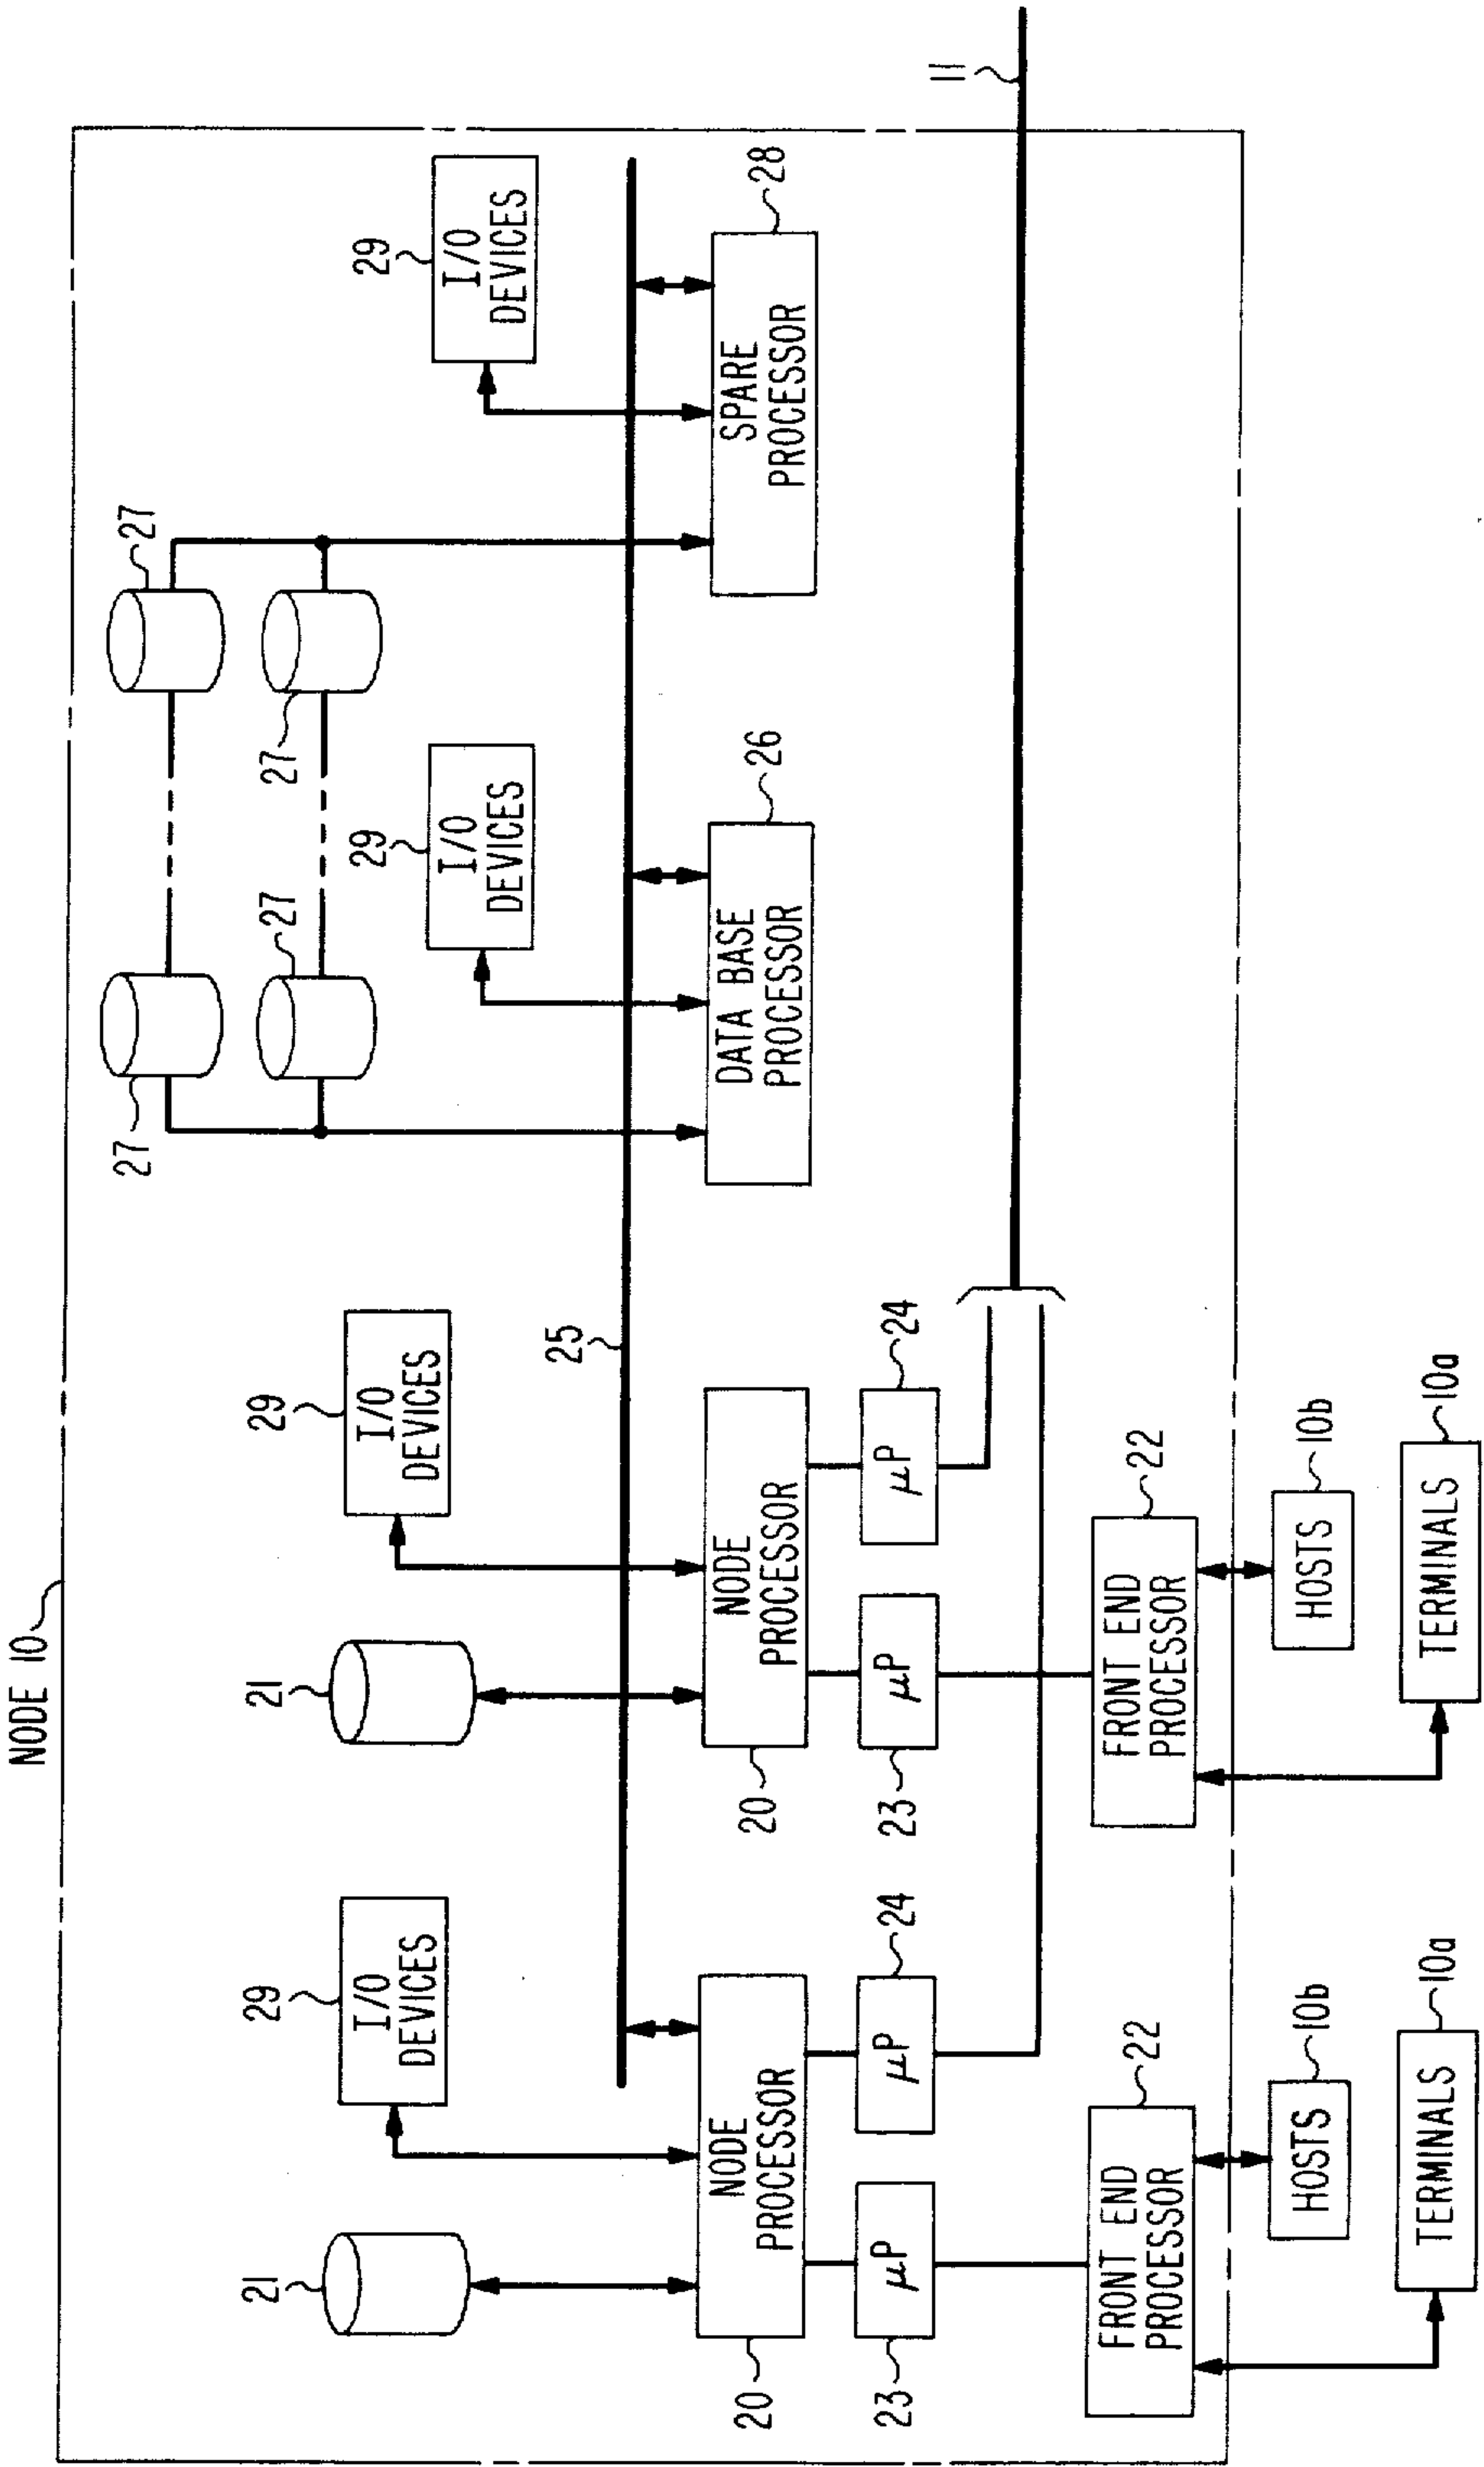 NODE 10
27
27
29
I/O
DEVICES
27
27
29
I/O
DEVICES
29
I/O
DEVICES
29
I/O
DEVICES
21
21
25
NODE
PROCESSOR
20
NODE
PROCESSOR
20
DATA BASE
PROCESSOR
26
SPARE
PROCESSOR
28
μP
23
μP
24
μP
23
μP
24
11
FRONT END
PROCESSOR
22
FRONT END
PROCESSOR
22
HOSTS
10b
HOSTS
10b
TERMINALS
10a
TERMINALS
10a